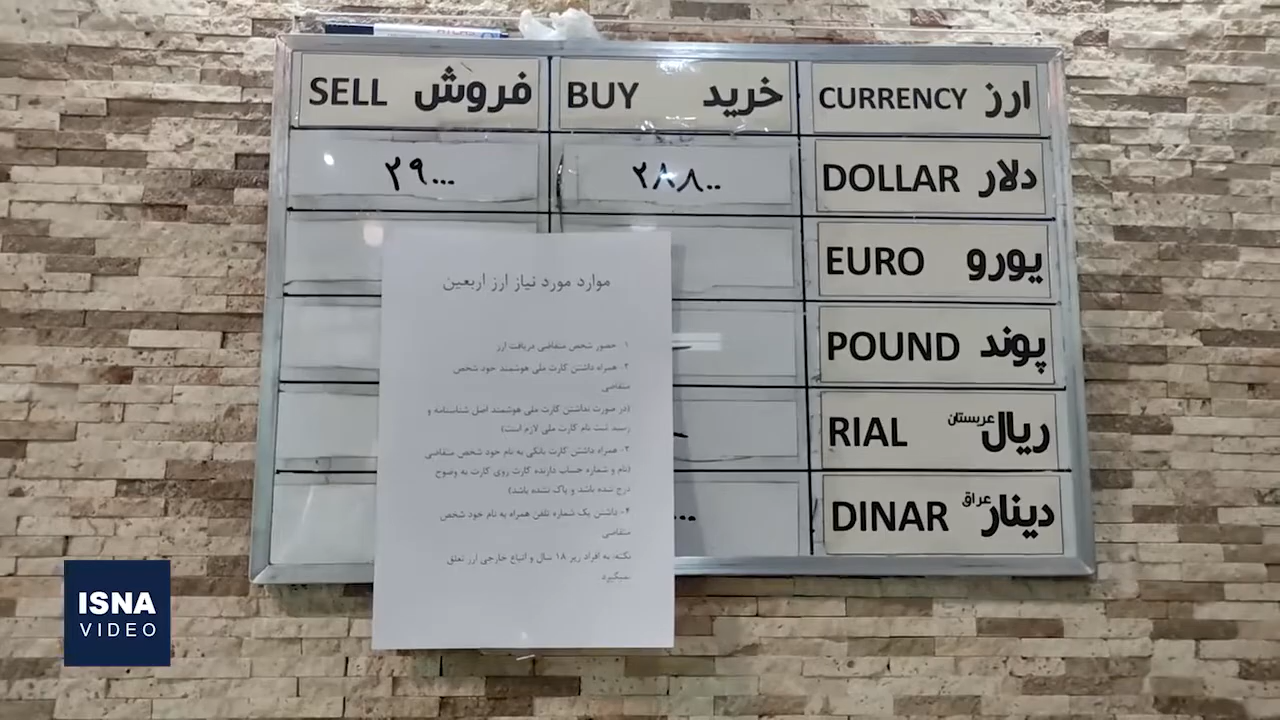 SELL فروش
BUY خرید
CURRENCY ارز
۲۹۰۰۰
۲۸۸۰۰
DOLLAR دلار
EURO یورو
POUND پوند
RIAL ریال عربستان
DINAR دینار عراق
موارد مورد نیاز ارز اربعین
۱. حضور شخص متقاضی دریافت ارز
۲- همراه داشتن کارت ملی هوشمند خود شخص
متقاضی
(در صورت نداشتن کارت ملی هوشمند اصل شناسنامه و
رسید ثبت نام کارت ملی لازم است)
۳- همراه داشتن کارت بانکی به نام خود شخص متقاضی
(نام و شماره حساب دارنده کارت روی کارت به وضوح
درج شده باشد و پاک نشده باشد)
۴- داشتن یک شماره تلفن همراه به نام خود شخص
متقاضی
نکته: به افراد زیر ۱۸ سال و اتباع خارجی ارز تعلق
نمیگیرد
ISNA
VIDEO